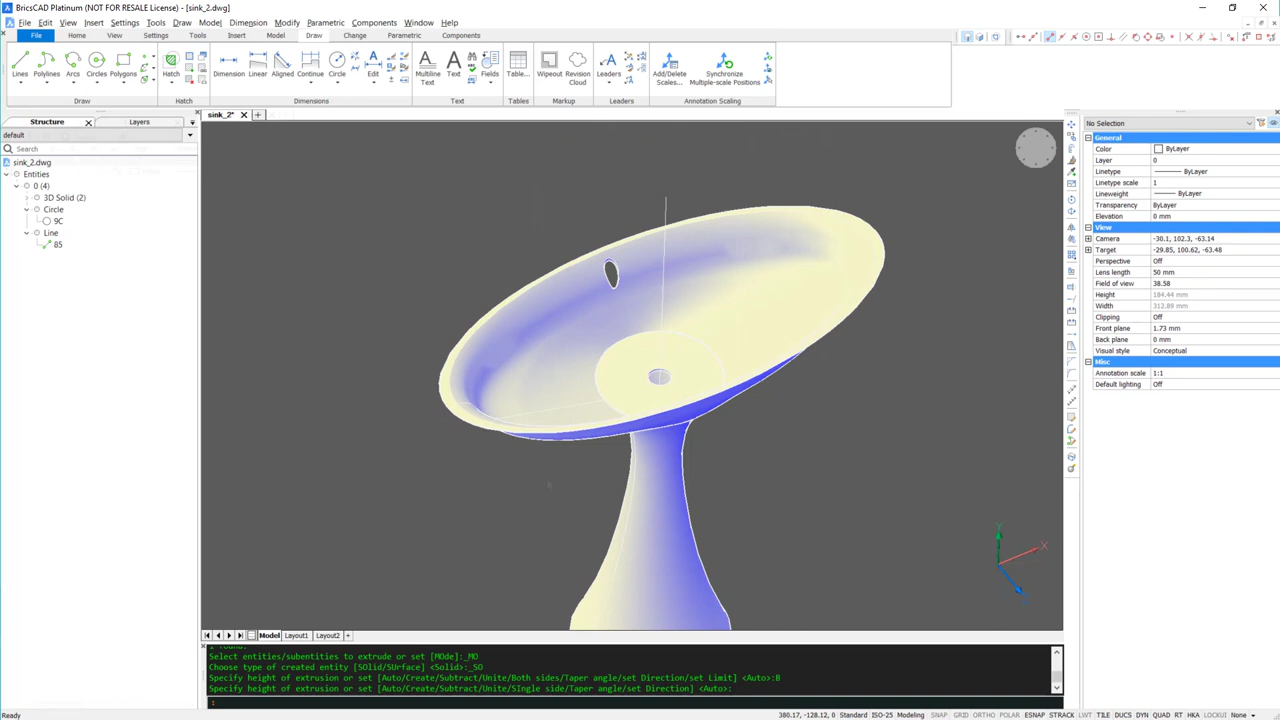 BricsCAD Platinum (NOT FOR RESALE License) - [sink_2.dwg]
File Edit View Insert Settings Tools Draw Model Dimension Modify Parametric Components Window Help
File Home View Settings Tools Insert Model Draw Change Parametric Components
Lines Polylines Arcs Circles Polygons Hatch Dimension Linear Aligned Continue Circle Edit Multiline Text Text Fields Table... Wipeout Revision Cloud Leaders Add/Delete Scales... Synchronize Multiple-scale Positions
Draw Hatch Dimensions Text Tables Markup Leaders Annotation Scaling
Structure Layers
sink_2*
default
Search
sink_2.dwg
Entities
0 (4)
3D Solid (2)
Circle
9C
Line
85
No Selection
General
Color ByLayer
Layer 0
Linetype ByLayer
Linetype scale 1
Lineweight ByLayer
Transparency ByLayer
Elevation 0 mm
View
Camera -30.1, 102.3, -63.14
Target -29.85, 100.62, -63.48
Perspective Off
Lens length 50 mm
Field of view 38.58
Height 184.44 mm
Width 312.89 mm
Clipping Off
Front plane 1.73 mm
Back plane 0 mm
Visual style Conceptual
Misc
Annotation scale 1:1
Default lighting Off
Y
X
Model Layout1 Layout2 +
Select entities/subentities to extrude or set [MOde]:_MO
Choose type of created entity [SOlid/SUrface] <Solid>:_SO
Specify height of extrusion or set [Auto/Create/Subtract/Unite/Both sides/Taper angle/set Direction/set Limit] <Auto>:B
Specify height of extrusion or set [Auto/Create/Subtract/Unite/SIngle side/Taper angle/set Direction] <Auto>:
:
Ready 380.17, -128.12, 0 Standard ISO-25 Modeling SNAP GRID ORTHO POLAR ESNAP STRACK LWT TILE DUCS DYN QUAD RT HKA LOCKUI None